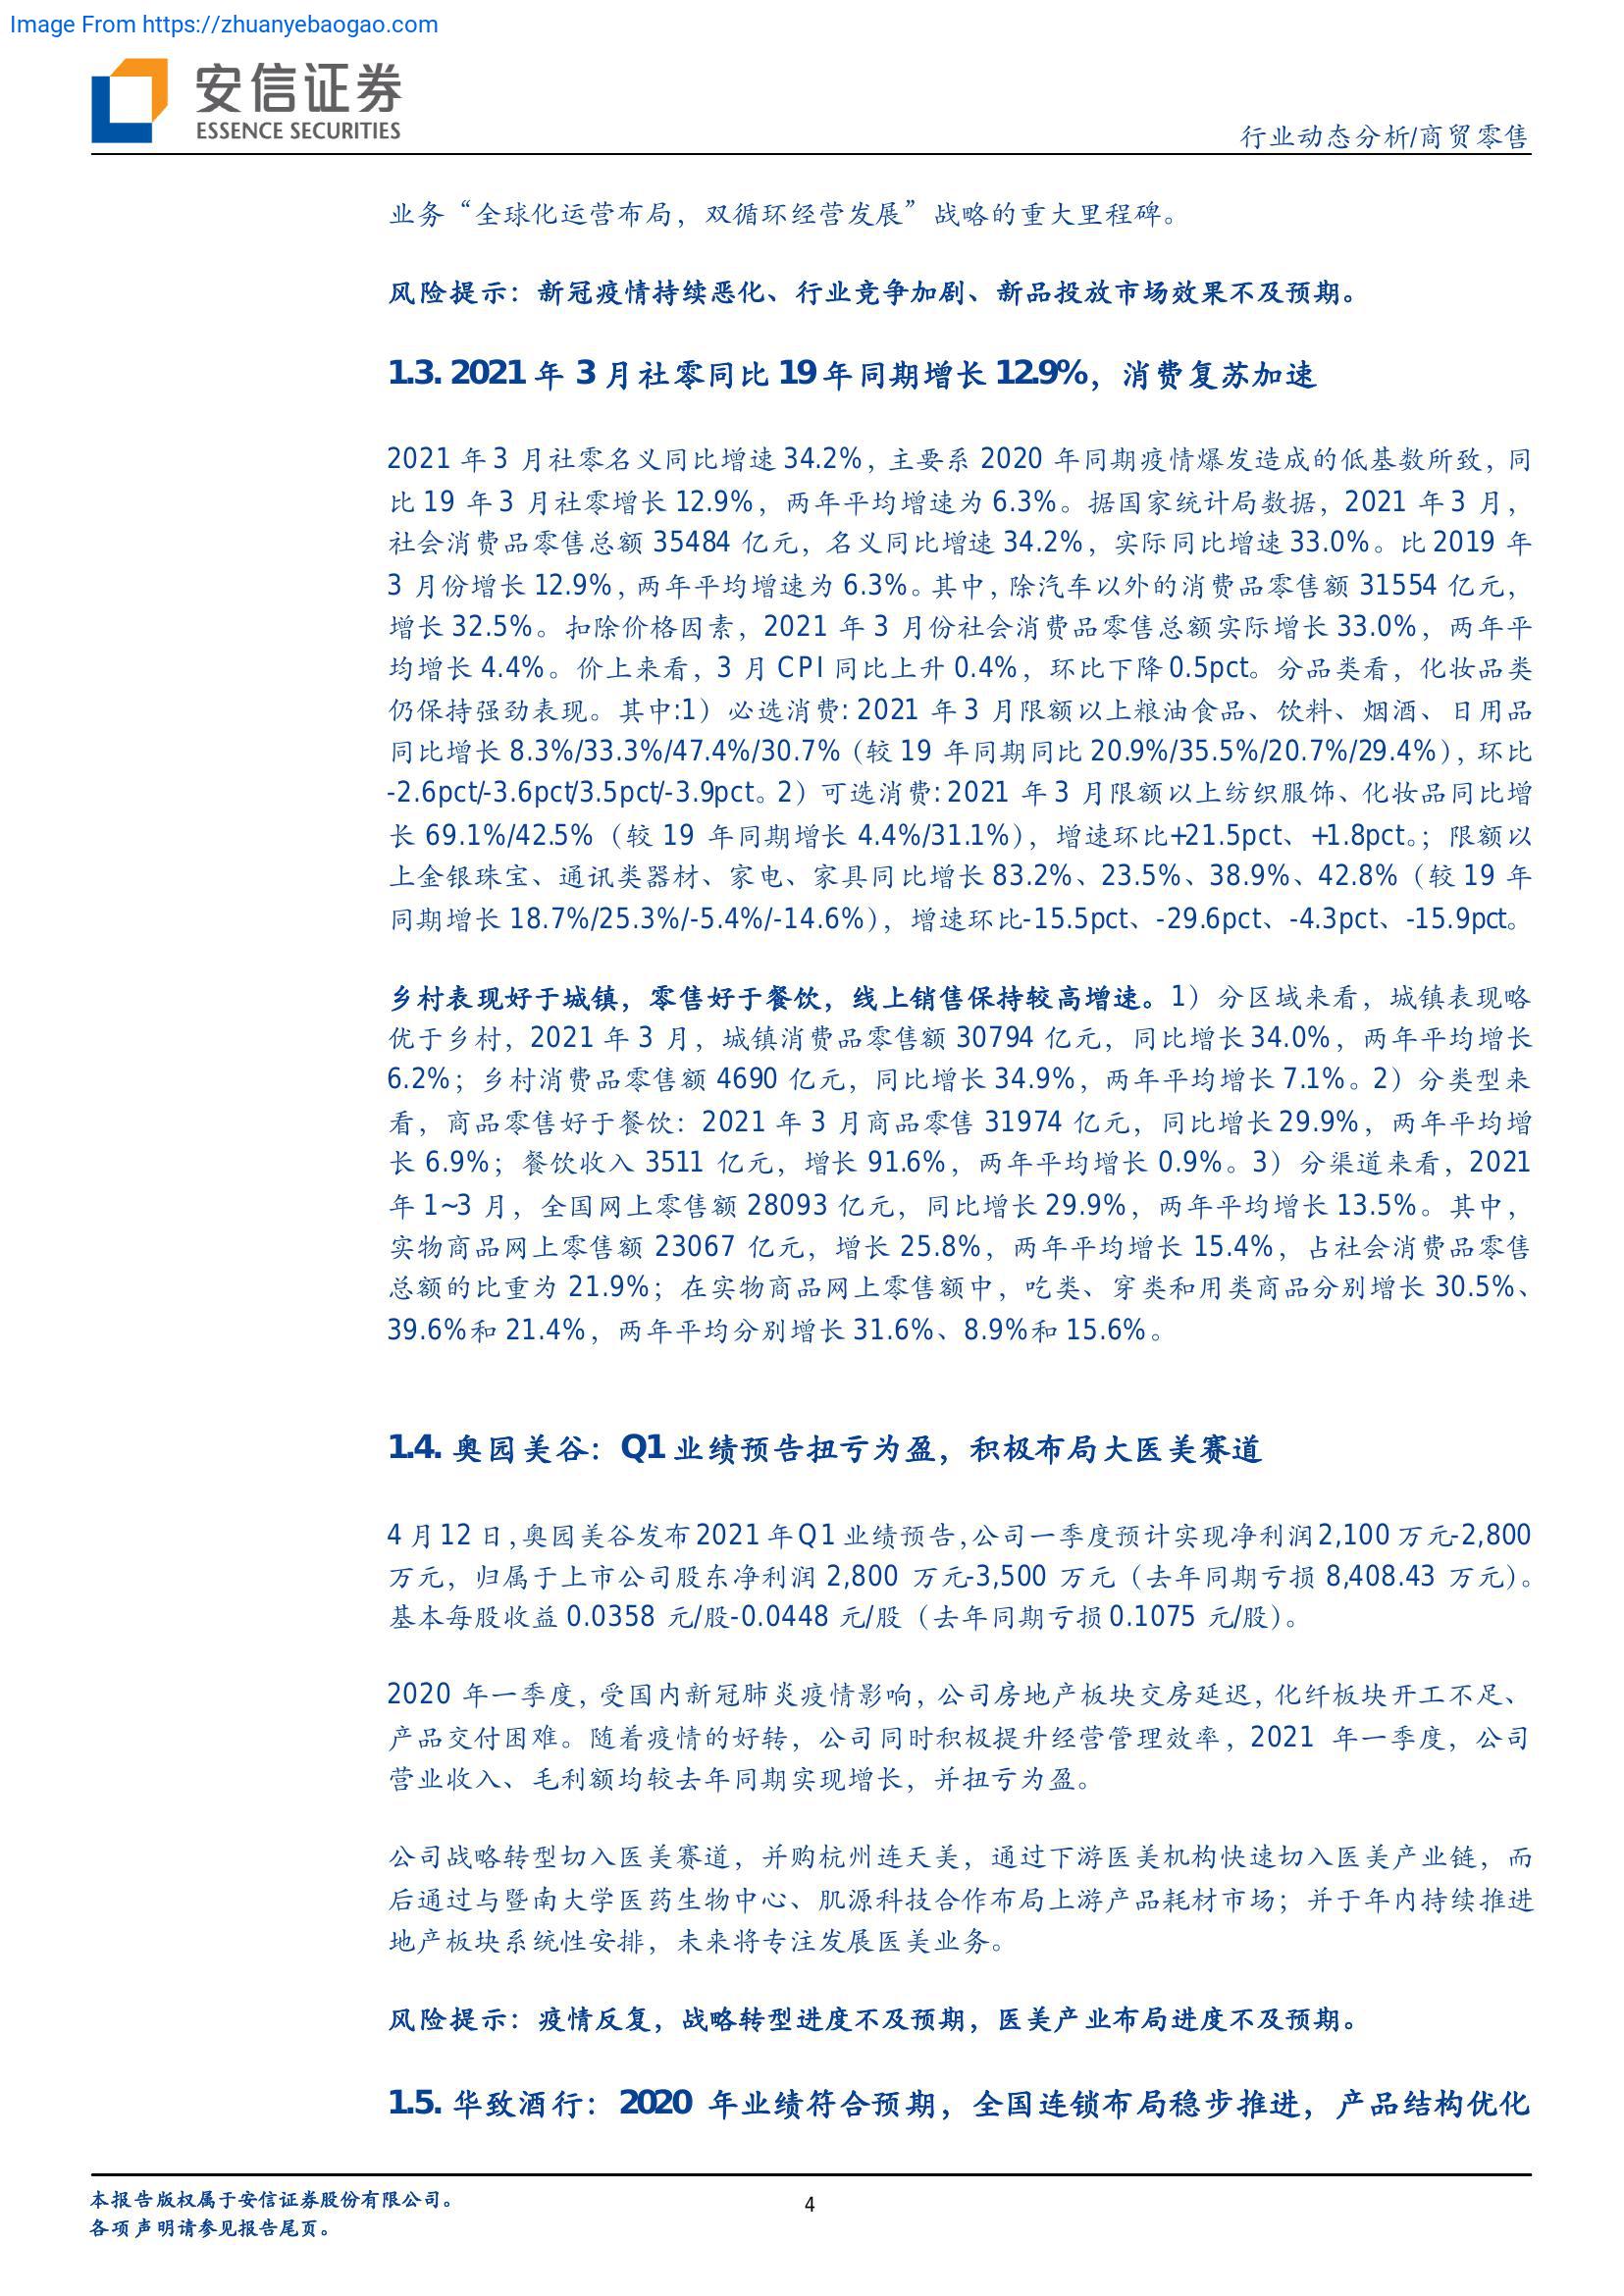 Image From https://zhuanyebaogao.com
安信证券
ESSENCE SECURITIES
行业动态分析/商贸零售
业务“全球化运营布局，双循环经营发展”战略的重大里程碑。
风险提示：新冠疫情持续恶化、行业竞争加剧、新品投放市场效果不及预期。
1.3. 2021 年 3 月社零同比 19 年同期增长 12.9%，消费复苏加速
2021 年 3 月社零名义同比增速 34.2%，主要系 2020 年同期疫情爆发造成的低基数所致，同
比 19 年 3 月社零增长 12.9%，两年平均增速为 6.3%。据国家统计局数据，2021 年 3 月，
社会消费品零售总额 35484 亿元，名义同比增速 34.2%，实际同比增速 33.0%。比 2019 年
3 月份增长 12.9%，两年平均增速为 6.3%。其中，除汽车以外的消费品零售额 31554 亿元，
增长 32.5%。扣除价格因素，2021 年 3 月份社会消费品零售总额实际增长 33.0%，两年平
均增长 4.4%。价上来看，3 月 CPI 同比上升 0.4%，环比下降 0.5pct。分品类看，化妆品类
仍保持强劲表现。其中:1）必选消费: 2021 年 3 月限额以上粮油食品、饮料、烟酒、日用品
同比增长 8.3%/33.3%/47.4%/30.7%（较 19 年同期同比 20.9%/35.5%/20.7%/29.4%），环比
-2.6pct/-3.6pct/3.5pct/-3.9pct。2）可选消费: 2021 年 3 月限额以上纺织服饰、化妆品同比增
长 69.1%/42.5%（较 19 年同期增长 4.4%/31.1%），增速环比+21.5pct、+1.8pct。；限额以
上金银珠宝、通讯类器材、家电、家具同比增长 83.2%、23.5%、38.9%、42.8%（较 19 年
同期增长 18.7%/25.3%/-5.4%/-14.6%），增速环比-15.5pct、-29.6pct、-4.3pct、-15.9pct。
乡村表现好于城镇，零售好于餐饮，线上销售保持较高增速。1）分区域来看，城镇表现略
优于乡村，2021 年 3 月，城镇消费品零售额 30794 亿元，同比增长 34.0%，两年平均增长
6.2%；乡村消费品零售额 4690 亿元，同比增长 34.9%，两年平均增长 7.1%。2）分类型来
看，商品零售好于餐饮：2021 年 3 月商品零售 31974 亿元，同比增长 29.9%，两年平均增
长 6.9%；餐饮收入 3511 亿元，增长 91.6%，两年平均增长 0.9%。3）分渠道来看，2021
年 1~3 月，全国网上零售额 28093 亿元，同比增长 29.9%，两年平均增长 13.5%。其中，
实物商品网上零售额 23067 亿元，增长 25.8%，两年平均增长 15.4%，占社会消费品零售
总额的比重为 21.9%；在实物商品网上零售额中，吃类、穿类和用类商品分别增长 30.5%、
39.6%和 21.4%，两年平均分别增长 31.6%、8.9%和 15.6%。
1.4. 奥园美谷：Q1 业绩预告扭亏为盈，积极布局大医美赛道
4 月 12 日，奥园美谷发布 2021 年 Q1 业绩预告，公司一季度预计实现净利润 2,100 万元-2,800
万元，归属于上市公司股东净利润 2,800 万元-3,500 万元（去年同期亏损 8,408.43 万元）。
基本每股收益 0.0358 元/股-0.0448 元/股（去年同期亏损 0.1075 元/股）。
2020 年一季度，受国内新冠肺炎疫情影响，公司房地产板块交房延迟，化纤板块开工不足、
产品交付困难。随着疫情的好转，公司同时积极提升经营管理效率，2021 年一季度，公司
营业收入、毛利额均较去年同期实现增长，并扭亏为盈。
公司战略转型切入医美赛道，并购杭州连天美，通过下游医美机构快速切入医美产业链，而
后通过与暨南大学医药生物中心、肌源科技合作布局上游产品耗材市场；并于年内持续推进
地产板块系统性安排，未来将专注发展医美业务。
风险提示：疫情反复，战略转型进度不及预期，医美产业布局进度不及预期。
1.5. 华致酒行：2020 年业绩符合预期，全国连锁布局稳步推进，产品结构优化
本报告版权属于安信证券股份有限公司。
4
各项声明请参见报告尾页。